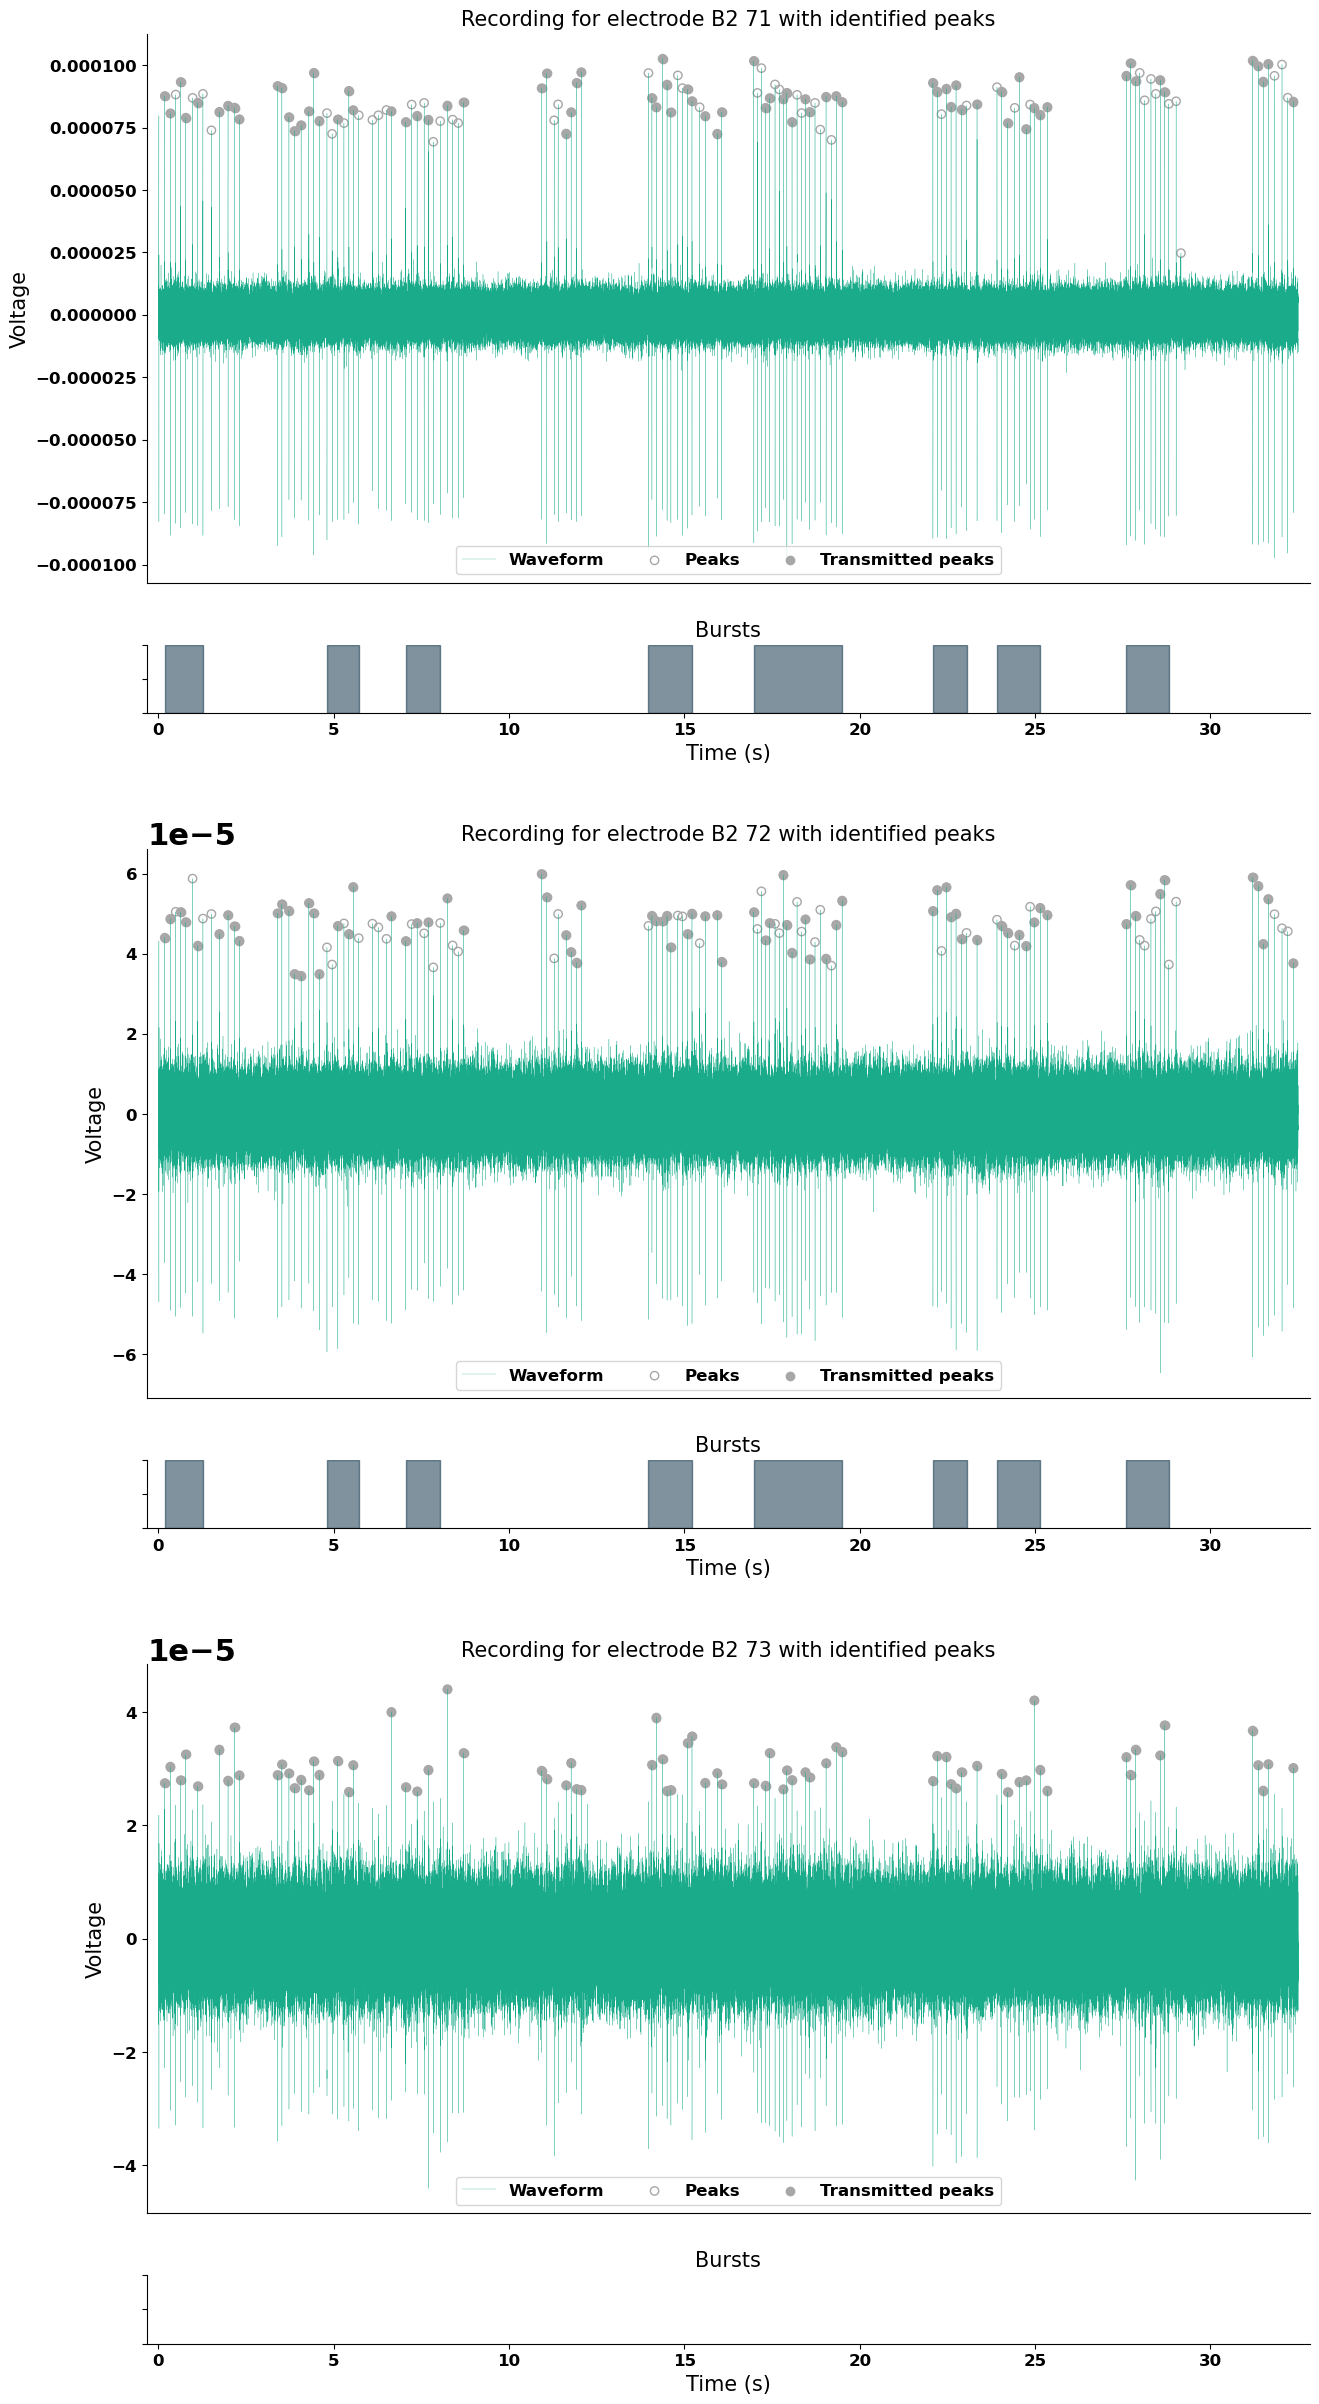 Recording for electrode B2 71 with identified peaks
0.000100
0.000075
0.000050
0.000025
0.000000
−0.000025
−0.000050
−0.000075
−0.000100
Voltage
Waveform Peaks Transmitted peaks
Bursts
0 5 10 15 20 25 30
Time (s)
1e−5
Recording for electrode B2 72 with identified peaks
6
4
2
0
−2
−4
−6
Voltage
Waveform Peaks Transmitted peaks
Bursts
0 5 10 15 20 25 30
Time (s)
1e−5
Recording for electrode B2 73 with identified peaks
4
2
0
−2
−4
Voltage
Waveform Peaks Transmitted peaks
Bursts
0 5 10 15 20 25 30
Time (s)